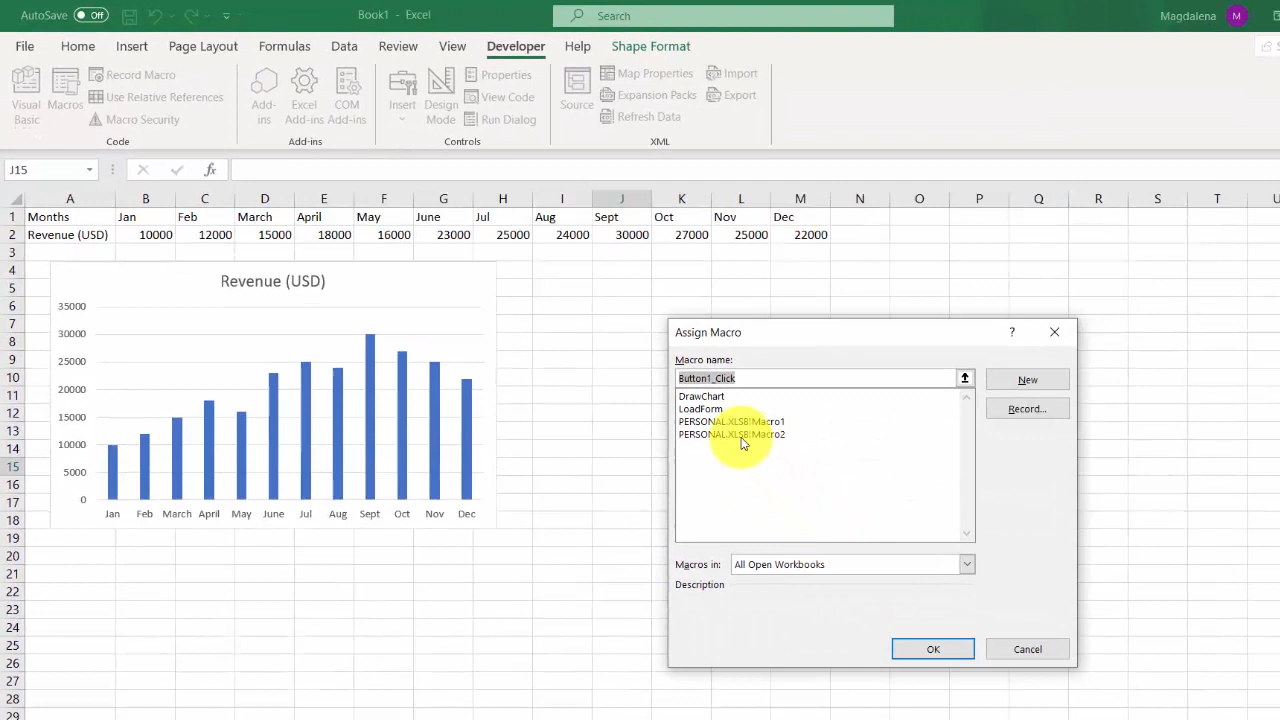 AutoSave Off Book1 - Excel Search Magdalena M
File Home Insert Page Layout Formulas Data Review View Developer Help Shape Format
Visual Basic
Macros
Record Macro
Use Relative References
Macro Security
Code
Add-ins
Excel Add-ins
COM Add-ins
Add-ins
Insert
Design Mode
Properties
View Code
Run Dialog
Controls
Source
Map Properties
Expansion Packs
Refresh Data
Import
Export
XML
J15 fx
A B C D E F G H I J K L M N O P Q R S T U
1 Months Jan Feb March April May June Jul Aug Sept Oct Nov Dec
2 Revenue (USD) 10000 12000 15000 18000 16000 23000 25000 24000 30000 27000 25000 22000
3
4
5
6
7
8
9
10
11
12
13
14
15
16
17
18
19
20
21
22
23
24
25
26
27
28
29
Revenue (USD)
35000
30000
25000
20000
15000
10000
5000
0
Jan Feb March April May June Jul Aug Sept Oct Nov Dec
Assign Macro ?
Macro name:
Button1_Click
New
DrawChart
LoadForm
PERSONAL.XLSB!Macro1
PERSONAL.XLSB!Macro2
Record...
Macros in: All Open Workbooks
Description
OK Cancel